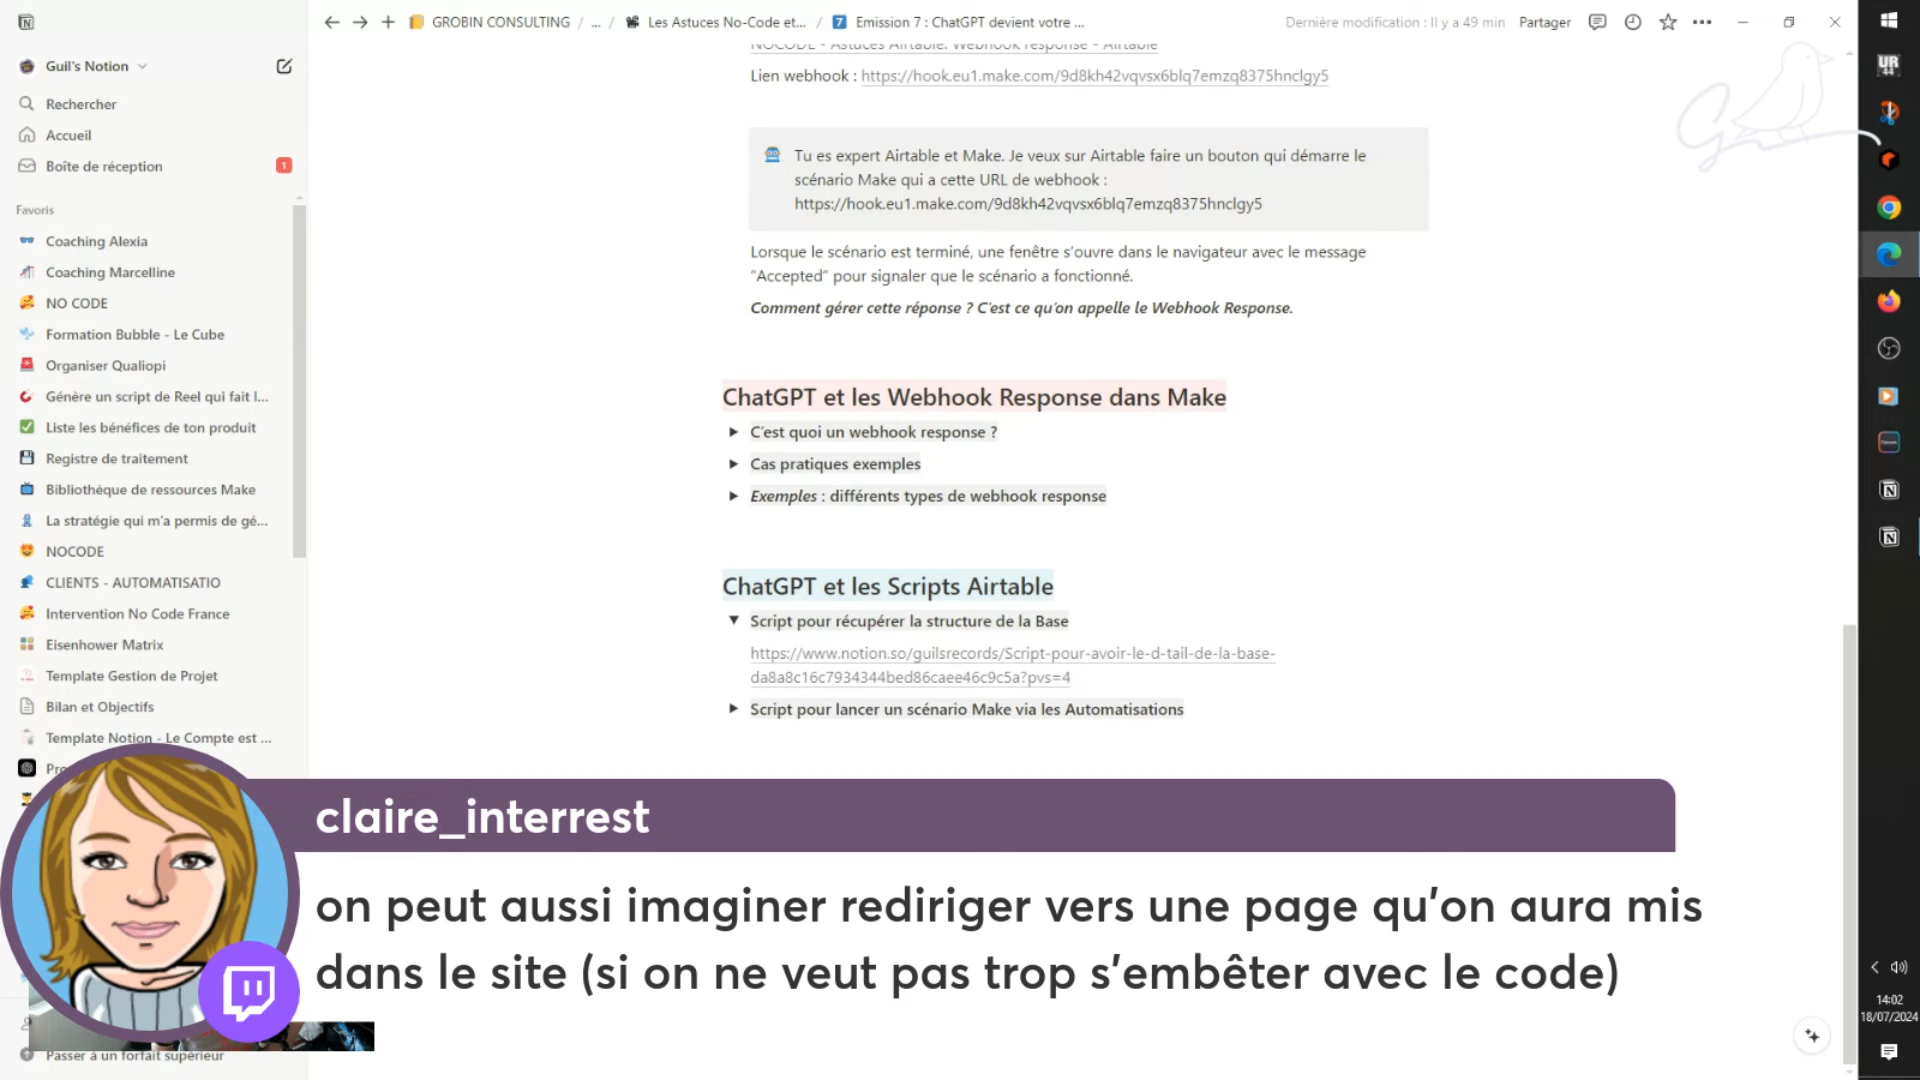 GROBIN CONSULTING / ... / Les Astuces No-Code et... / 7 Emission 7 : ChatGPT devient votre ...
Dernière modification : Il y a 49 min Partager
Guil's Notion
Rechercher
Accueil
Boîte de réception 1
Favoris
Coaching Alexia
Coaching Marcelline
NO CODE
Formation Bubble - Le Cube
Organiser Qualiopi
Génère un script de Reel qui fait l...
Liste les bénéfices de ton produit
Registre de traitement
Bibliothèque de ressources Make
La stratégie qui m'a permis de gé...
NOCODE
CLIENTS - AUTOMATISATIO
Intervention No Code France
Eisenhower Matrix
Template Gestion de Projet
Bilan et Objectifs
Template Notion - Le Compte est ...
Passer à un forfait supérieur
NOCODE - Astuces Airtable: Webhook response - Airtable
Lien webhook : https://hook.eu1.make.com/9d8kh42vqvsx6blq7emzq8375hnclgy5
Tu es expert Airtable et Make. Je veux sur Airtable faire un bouton qui démarre le
scénario Make qui a cette URL de webhook :
https://hook.eu1.make.com/9d8kh42vqvsx6blq7emzq8375hnclgy5
Lorsque le scénario est terminé, une fenêtre s'ouvre dans le navigateur avec le message
"Accepted" pour signaler que le scénario a fonctionné.
Comment gérer cette réponse ? C'est ce qu'on appelle le Webhook Response.
ChatGPT et les Webhook Response dans Make
C'est quoi un webhook response ?
Cas pratiques exemples
Exemples : différents types de webhook response
ChatGPT et les Scripts Airtable
Script pour récupérer la structure de la Base
https://www.notion.so/guilsrecords/Script-pour-avoir-le-d-tail-de-la-base-
da8a8c16c7934344bed86caee46c9c5a?pvs=4
Script pour lancer un scénario Make via les Automatisations
claire_interrest
on peut aussi imaginer rediriger vers une page qu'on aura mis
dans le site (si on ne veut pas trop s'embêter avec le code)
UR
44
14:02
18/07/2024